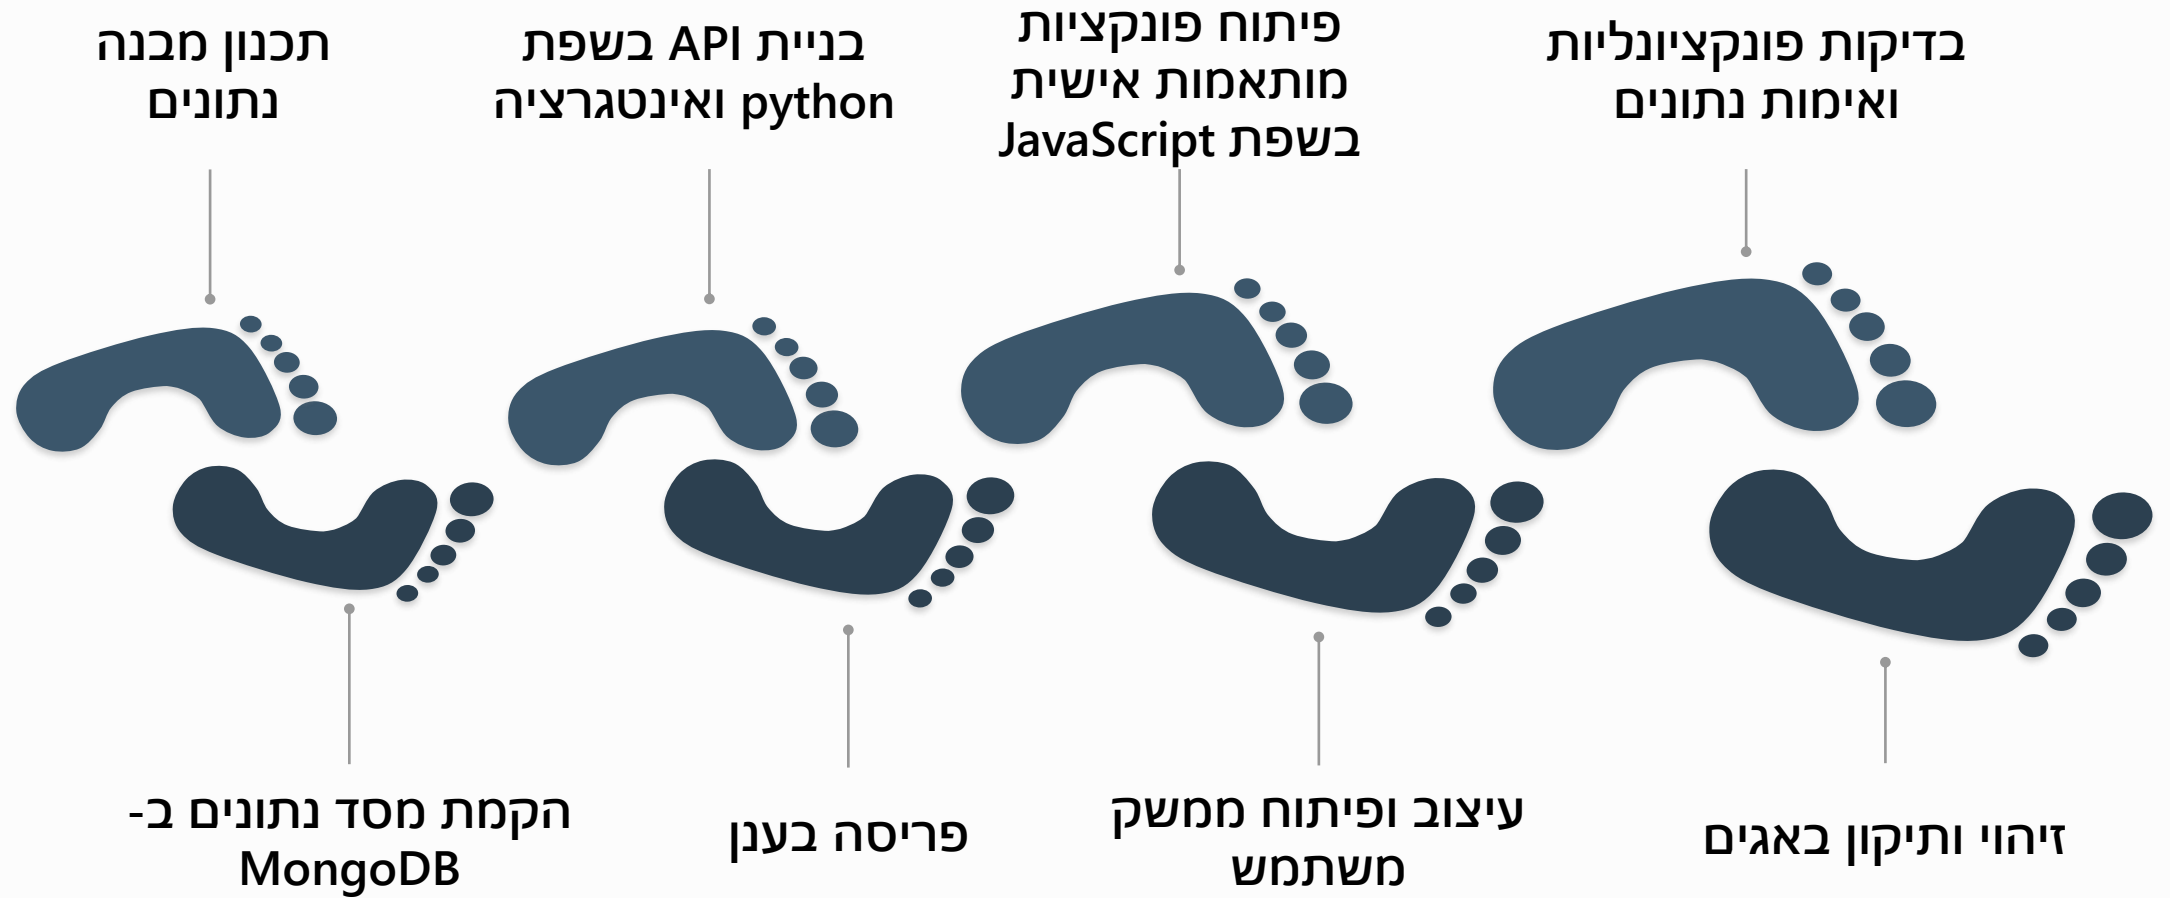 תכנון מבנה
נתונים
בניית API בשפת
python ואינטגרציה
פיתוח פונקציות
מותאמות אישית
בשפת JavaScript
בדיקות פונקציונליות
ואימות נתונים
הקמת מסד נתונים ב-
MongoDB
פריסה בענן
עיצוב ופיתוח ממשק
משתמש
זיהוי ותיקון באגים